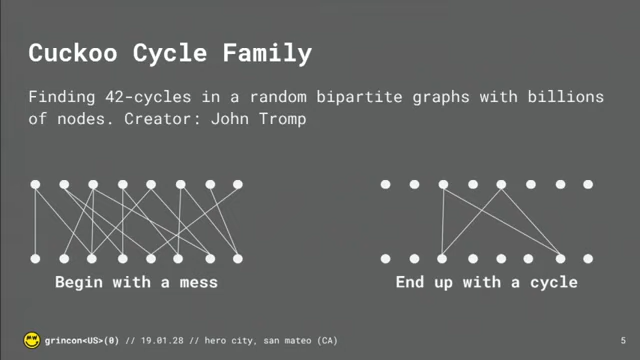 Cuckoo Cycle Family
Finding 42-cycles in a random bipartite graphs with billions
of nodes. Creator: John Tromp
Begin with a mess
End up with a cycle
grincon<US>(0) // 19.01.28 // hero city, san mateo (CA)
5